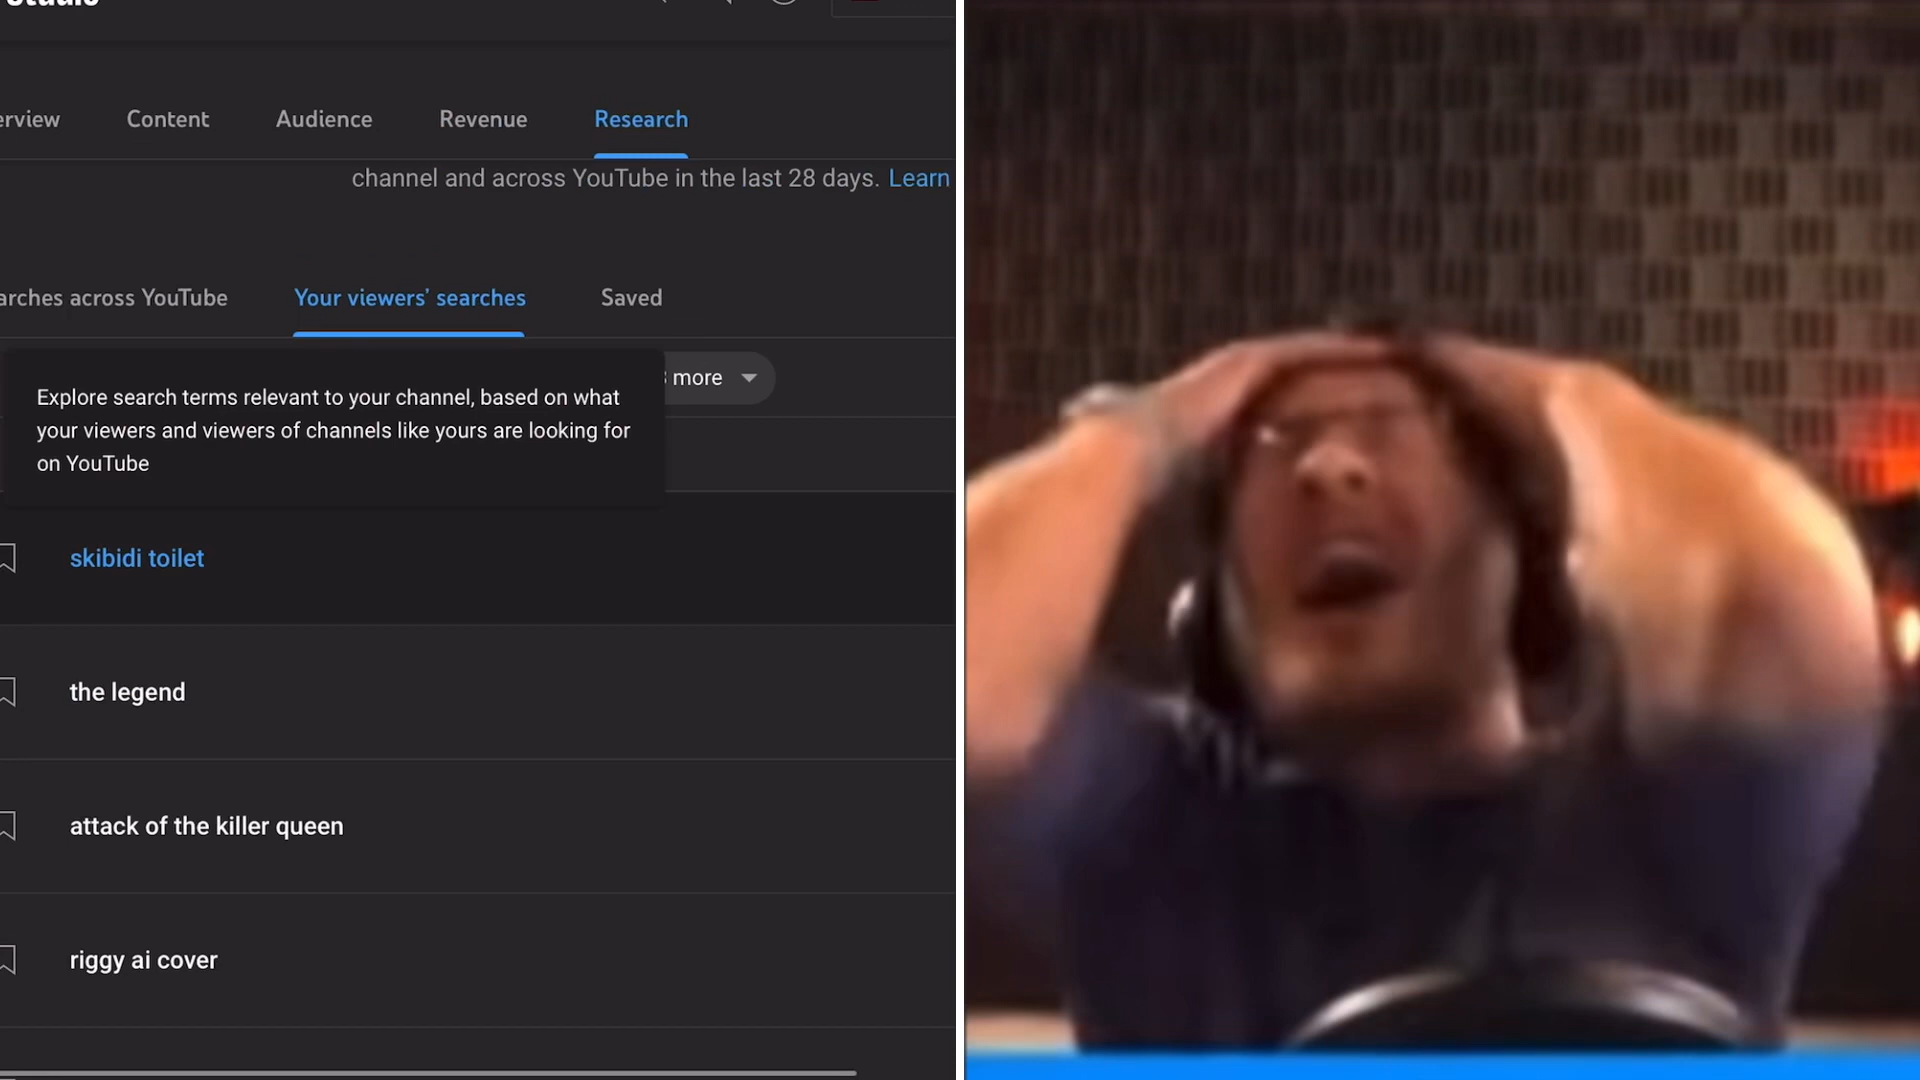 Content Audience Revenue Research
channel and across YouTube in the last 28 days. Learn
across YouTube Your viewers’ searches Saved
more
Explore search terms relevant to your channel, based on what
your viewers and viewers of channels like yours are looking for
on YouTube
skibidi toilet
the legend
attack of the killer queen
riggy ai cover